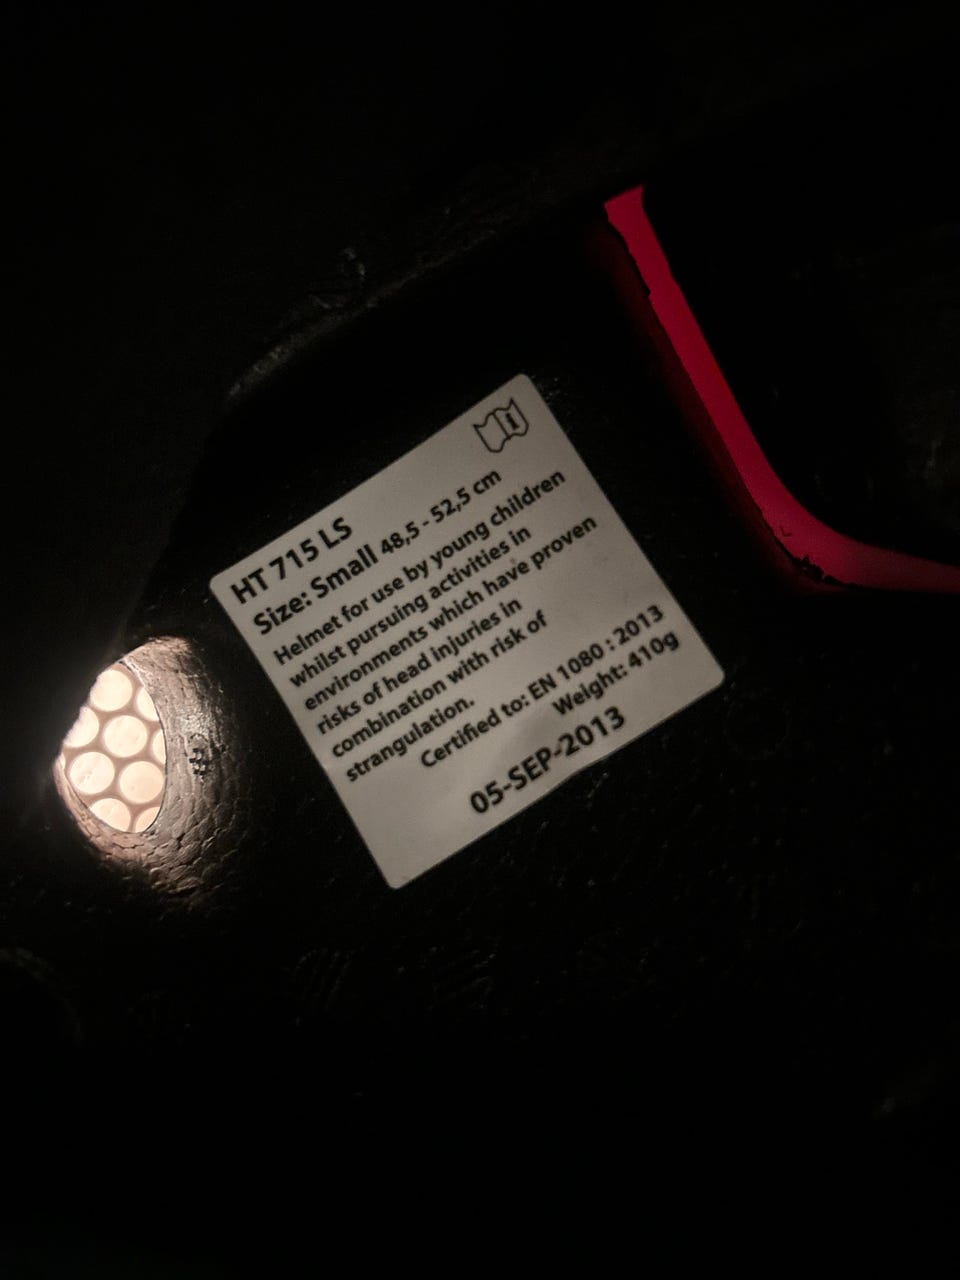 HT 715 LS
Size: Small 48,5 - 52,5 cm
Helmet for use by young children
whilst pursuing activities in
environments which have proven
risks of head injuries in
combination with risk of
strangulation.
Certified to: EN 1080 : 2013
Weight: 410g
05-SEP-2013